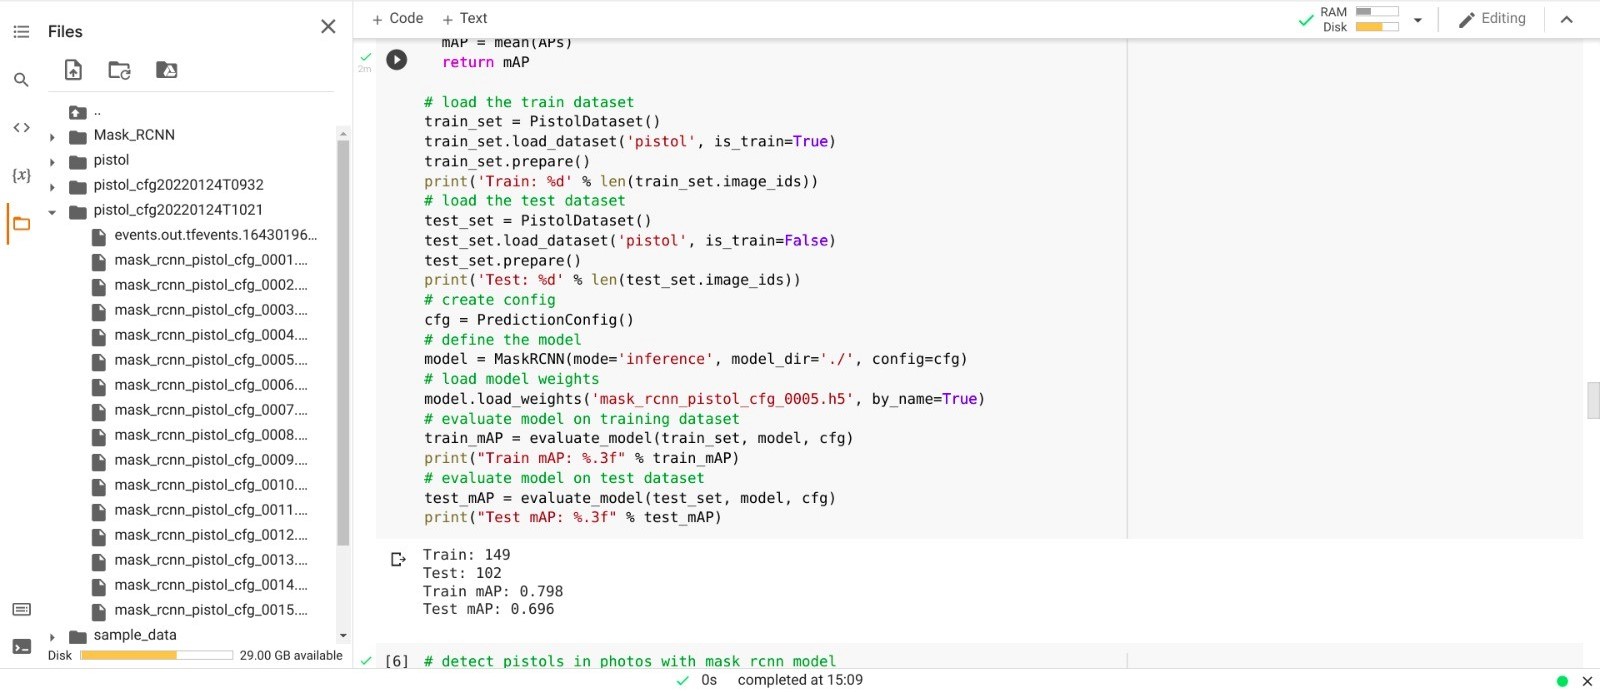 Files
..
Mask_RCNN
pistol
pistol_cfg20220124T0932
pistol_cfg20220124T1021
events.out.tfevents.16430196...
mask_rcnn_pistol_cfg_0001....
mask_rcnn_pistol_cfg_0002....
mask_rcnn_pistol_cfg_0003....
mask_rcnn_pistol_cfg_0004....
mask_rcnn_pistol_cfg_0005....
mask_rcnn_pistol_cfg_0006....
mask_rcnn_pistol_cfg_0007....
mask_rcnn_pistol_cfg_0008....
mask_rcnn_pistol_cfg_0009....
mask_rcnn_pistol_cfg_0010....
mask_rcnn_pistol_cfg_0011....
mask_rcnn_pistol_cfg_0012....
mask_rcnn_pistol_cfg_0013....
mask_rcnn_pistol_cfg_0014....
mask_rcnn_pistol_cfg_0015....
sample_data
Disk 29.00 GB available
+ Code + Text
RAM
Disk
Editing
2m
mAP = mean(APs)
return mAP
# load the train dataset
train_set = PistolDataset()
train_set.load_dataset('pistol', is_train=True)
train_set.prepare()
print('Train: %d' % len(train_set.image_ids))
# load the test dataset
test_set = PistolDataset()
test_set.load_dataset('pistol', is_train=False)
test_set.prepare()
print('Test: %d' % len(test_set.image_ids))
# create config
cfg = PredictionConfig()
# define the model
model = MaskRCNN(mode='inference', model_dir='./', config=cfg)
# load model weights
model.load_weights('mask_rcnn_pistol_cfg_0005.h5', by_name=True)
# evaluate model on training dataset
train_mAP = evaluate_model(train_set, model, cfg)
print("Train mAP: %.3f" % train_mAP)
# evaluate model on test dataset
test_mAP = evaluate_model(test_set, model, cfg)
print("Test mAP: %.3f" % test_mAP)
Train: 149
Test: 102
Train mAP: 0.798
Test mAP: 0.696
[6] # detect pistols in photos with mask rcnn model
0s completed at 15:09